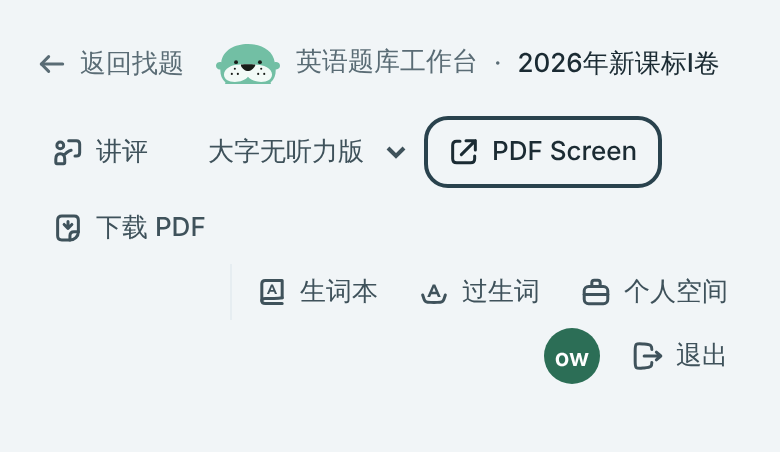 返回找题 英语题库工作台 · 2026年新课标I卷
讲评 大字无听力版 PDF Screen
下载 PDF
A 生词本 A 过生词 个人空间
ow 退出